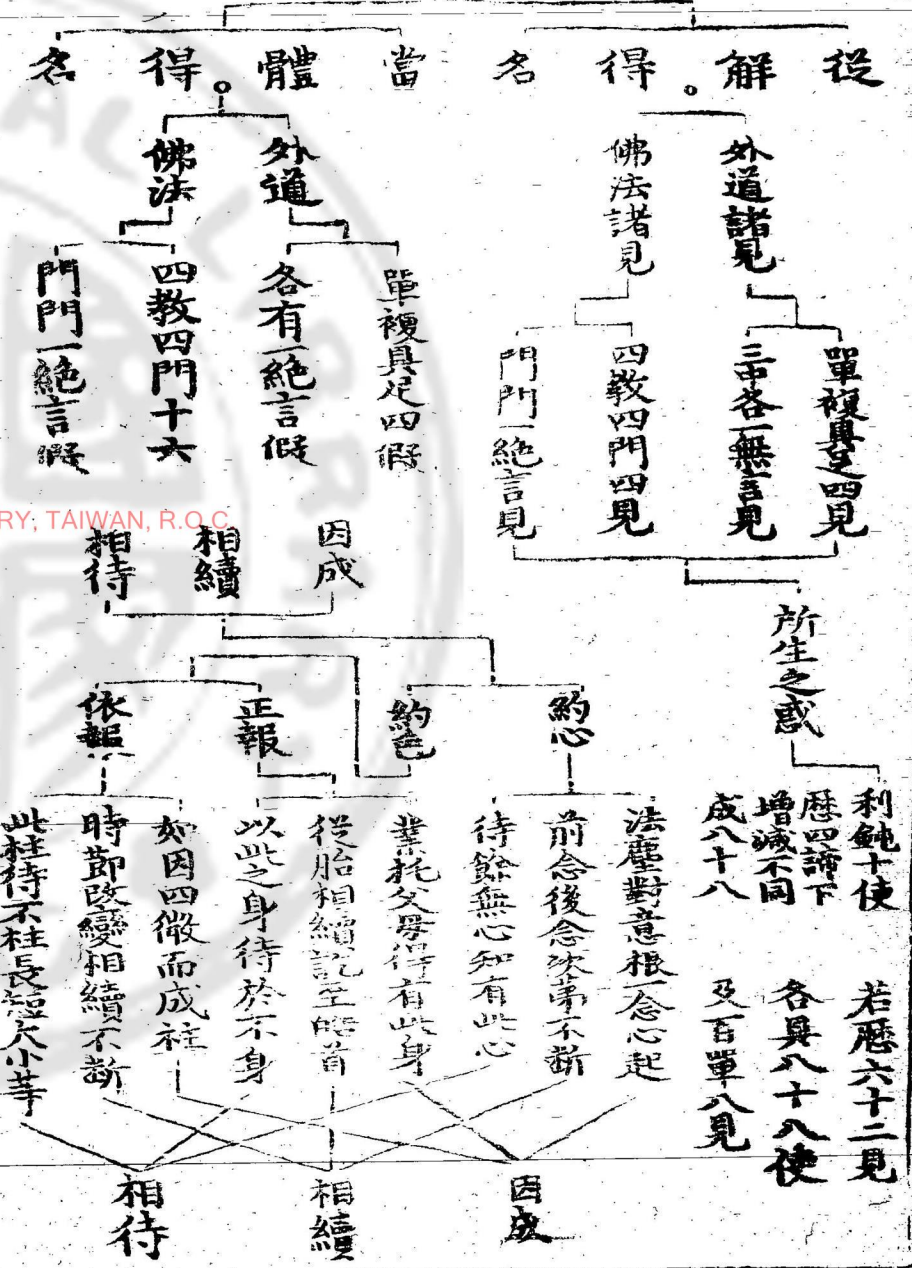 從解得名
當體得名
外道諸見
佛法諸見
外道
佛法
單複具足四見
三中各一無言見
四教四門四見
門門一絕言見
單複具足四假
各有一絕言假
四教四門十六
門門一絕言假
所生之惑
利鈍十使
歷四諦下
增減不同
成八十八
若歷六十二見
各具八十八使
及百單八見
因成
相續
相待
約心
約色
正報
依報
法塵對意根一念心起
前念後念次第不斷
待餘無心知有此心
業托父母得有此身
從胎相續訖至皓首
以此之身待於不身
如因四微而成柱
時節改變相續不斷
此柱待不柱長短大小等
因成
相續
相待
RY, TAIWAN, R.O.C.